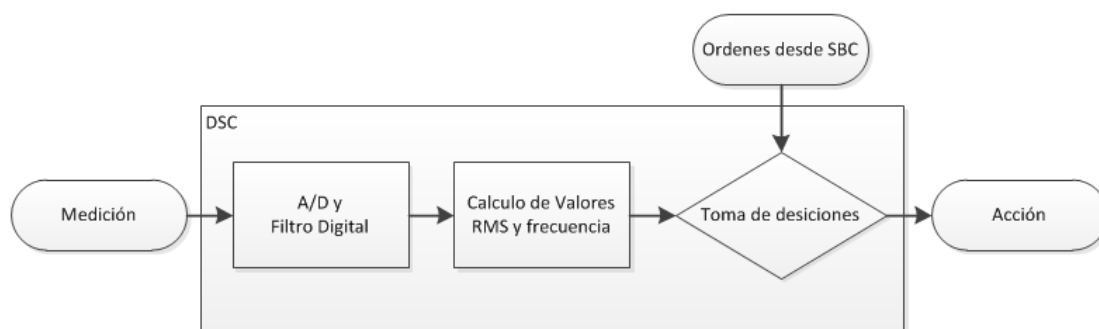 Ordenes desde SBC
DSC
Medición
A/D y
Filtro Digital
Calculo de Valores
RMS y frecuencia
Toma de desiciones
Acción